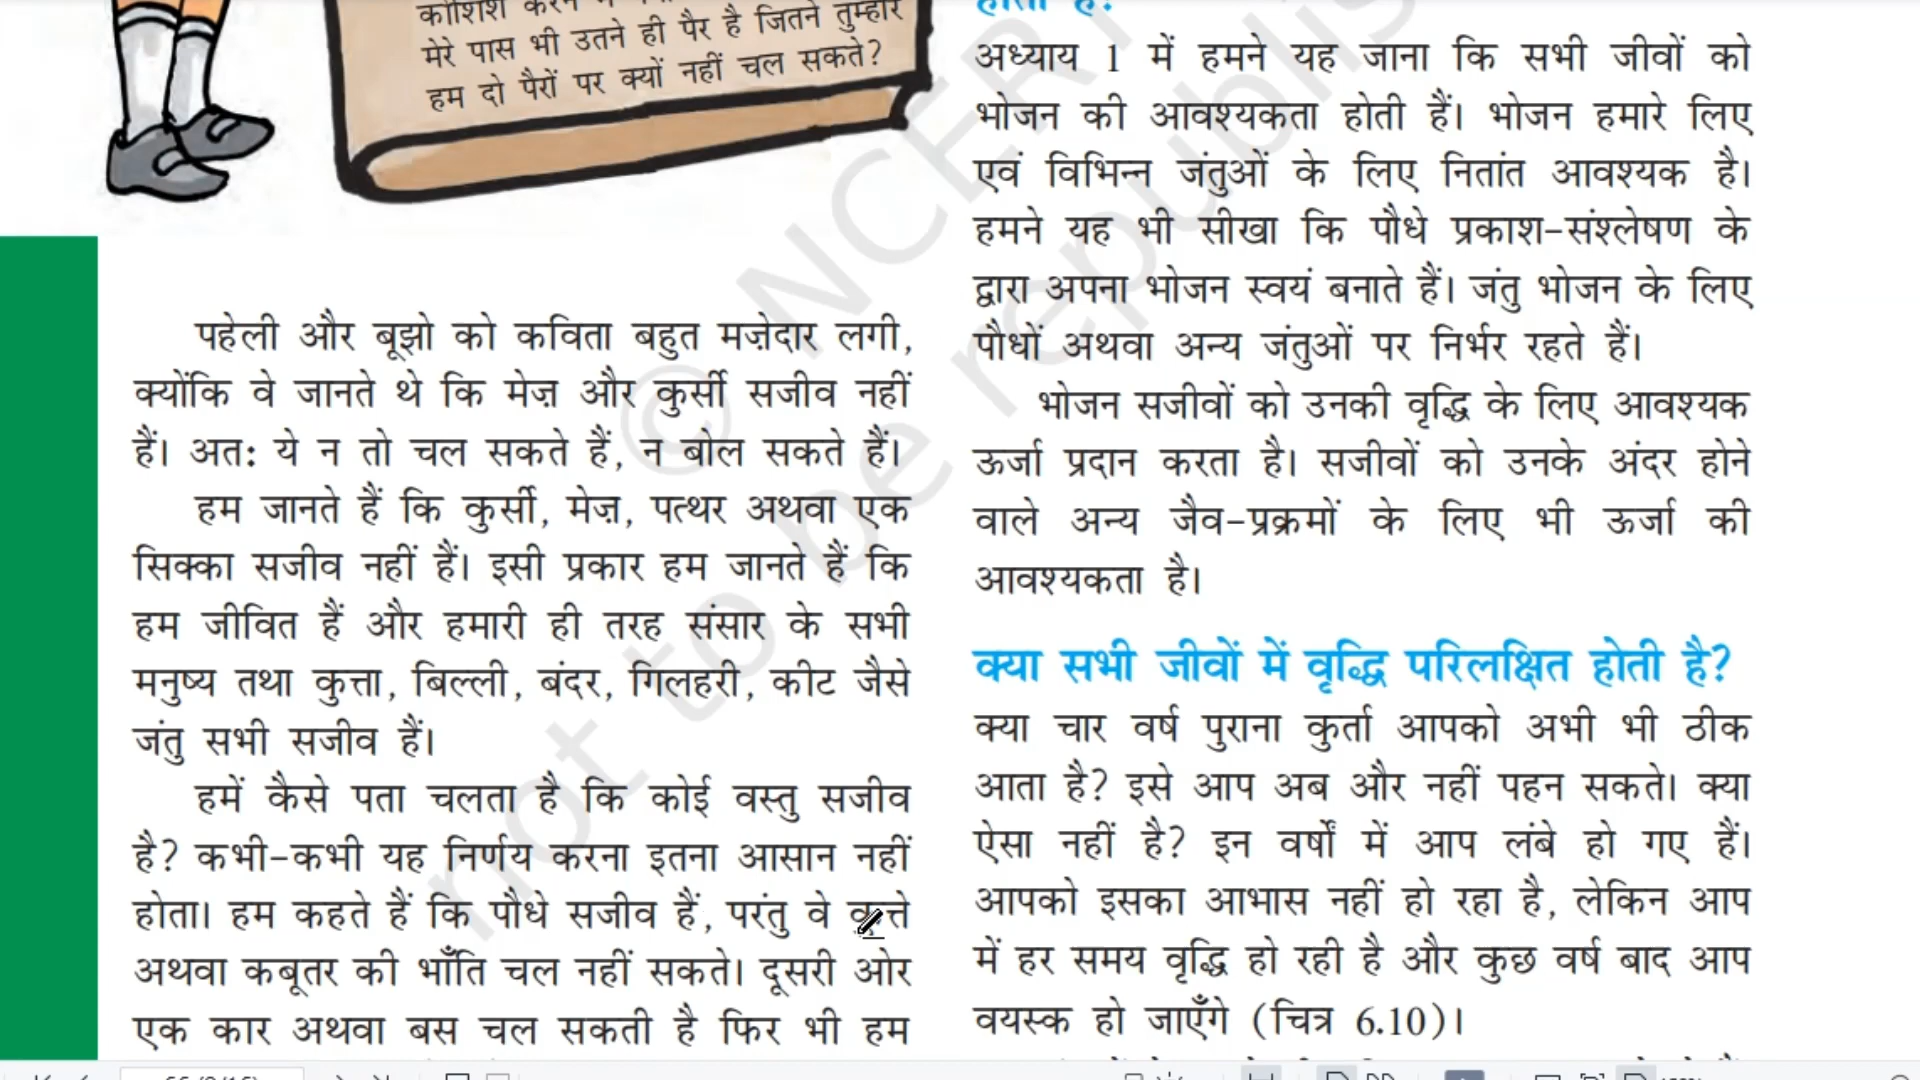 मेरे पास भी उतने ही पैर है जितने तुम्हारे
हम दो पैरों पर क्यों नहीं चल सकते?
पहेली और बूझो को कविता बहुत मज़ेदार लगी,
क्योंकि वे जानते थे कि मेज़ और कुर्सी सजीव नहीं
हैं। अतः ये न तो चल सकते हैं, न बोल सकते हैं।
हम जानते हैं कि कुर्सी, मेज़, पत्थर अथवा एक
सिक्का सजीव नहीं हैं। इसी प्रकार हम जानते हैं कि
हम जीवित हैं और हमारी ही तरह संसार के सभी
मनुष्य तथा कुत्ता, बिल्ली, बंदर, गिलहरी, कीट जैसे
जंतु सभी सजीव हैं।
हमें कैसे पता चलता है कि कोई वस्तु सजीव
है? कभी-कभी यह निर्णय करना इतना आसान नहीं
होता। हम कहते हैं कि पौधे सजीव हैं, परंतु वे कुत्ते
अथवा कबूतर की भाँति चल नहीं सकते। दूसरी ओर
एक कार अथवा बस चल सकती है फिर भी हम
होता है?
अध्याय 1 में हमने यह जाना कि सभी जीवों को
भोजन की आवश्यकता होती हैं। भोजन हमारे लिए
एवं विभिन्न जंतुओं के लिए नितांत आवश्यक है।
हमने यह भी सीखा कि पौधे प्रकाश-संश्लेषण के
द्वारा अपना भोजन स्वयं बनाते हैं। जंतु भोजन के लिए
पौधों अथवा अन्य जंतुओं पर निर्भर रहते हैं।
भोजन सजीवों को उनकी वृद्धि के लिए आवश्यक
ऊर्जा प्रदान करता है। सजीवों को उनके अंदर होने
वाले अन्य जैव-प्रक्रमों के लिए भी ऊर्जा की
आवश्यकता है।
क्या सभी जीवों में वृद्धि परिलक्षित होती है?
क्या चार वर्ष पुराना कुर्ता आपको अभी भी ठीक
आता है? इसे आप अब और नहीं पहन सकते। क्या
ऐसा नहीं है? इन वर्षों में आप लंबे हो गए हैं।
आपको इसका आभास नहीं हो रहा है, लेकिन आप
में हर समय वृद्धि हो रही है और कुछ वर्ष बाद आप
वयस्क हो जाएँगे (चित्र 6.10)।
© NCERT
not to be republis